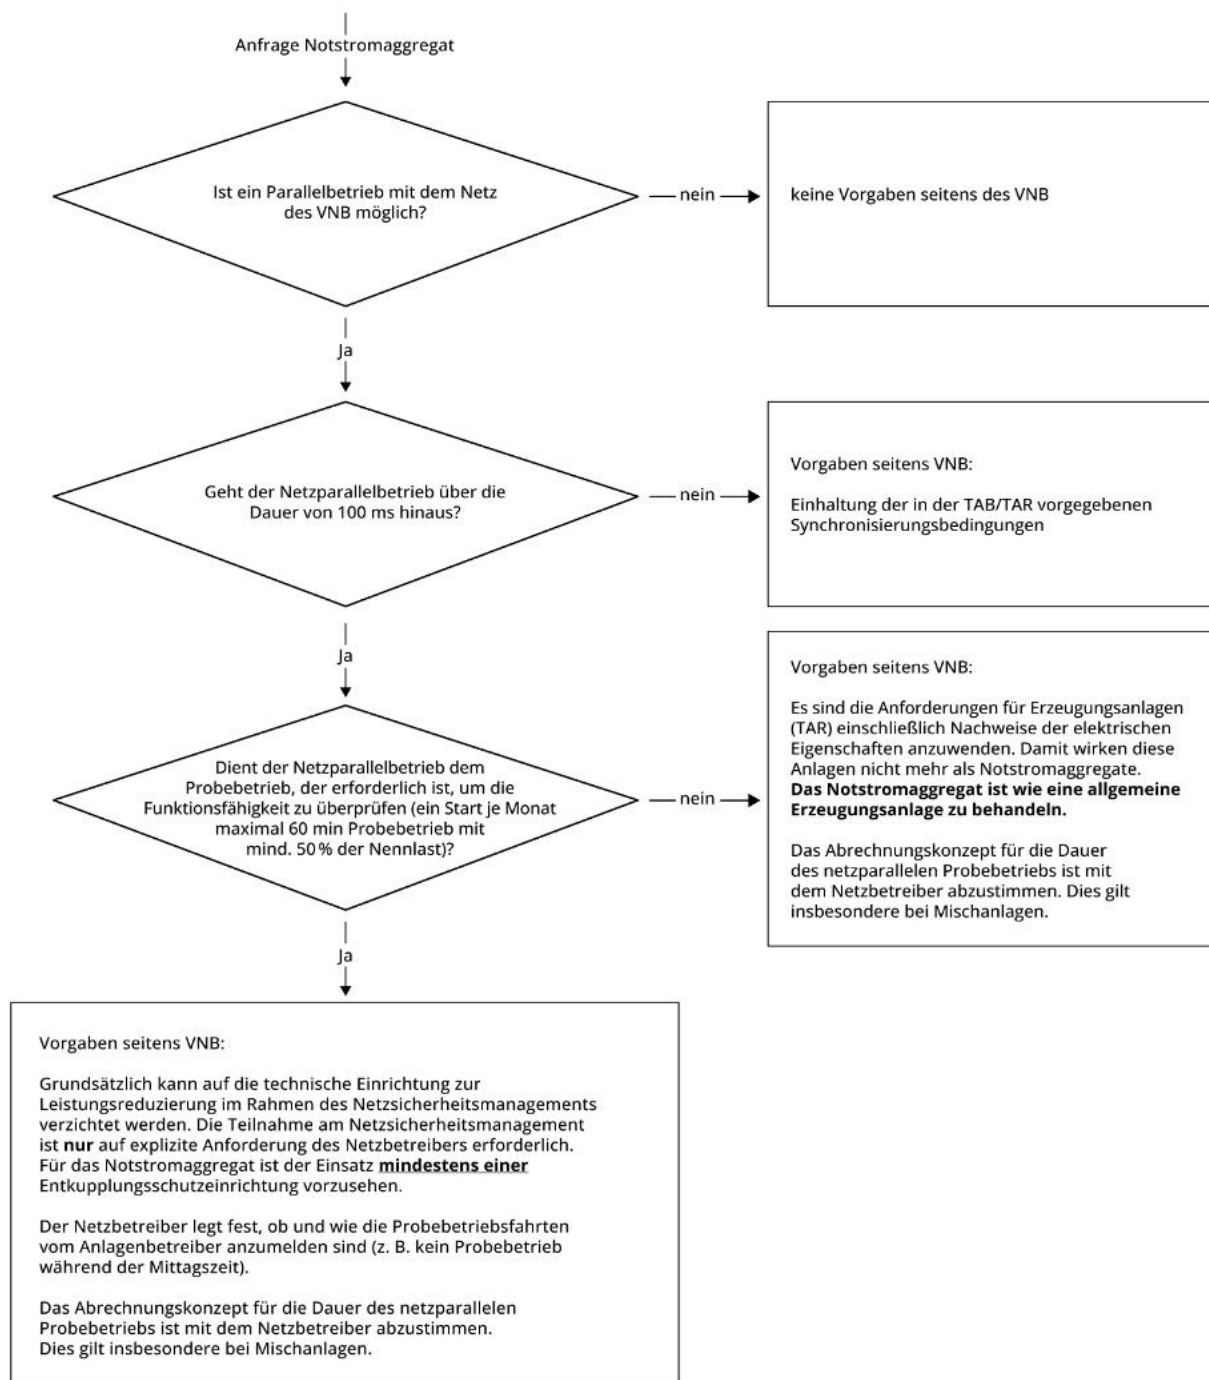 Anfrage Notstromaggregat
Ist ein Parallelbetrieb mit dem Netz
des VNB möglich?
nein
keine Vorgaben seitens des VNB
Ja
Geht der Netzparallelbetrieb über die
Dauer von 100 ms hinaus?
nein
Vorgaben seitens VNB:
Einhaltung der in der TAB/TAR vorgegebenen
Synchronisierungsbedingungen
Ja
Dient der Netzparallelbetrieb dem
Probebetrieb, der erforderlich ist, um die
Funktionsfähigkeit zu überprüfen (ein Start je Monat
maximal 60 min Probebetrieb mit
mind. 50 % der Nennlast)?
nein
Vorgaben seitens VNB:
Es sind die Anforderungen für Erzeugungsanlagen
(TAR) einschließlich Nachweise der elektrischen
Eigenschaften anzuwenden. Damit wirken diese
Anlagen nicht mehr als Notstromaggregate.
Das Notstromaggregat ist wie eine allgemeine
Erzeugungsanlage zu behandeln.
Das Abrechnungskonzept für die Dauer
des netzparallelen Probebetriebs ist mit
dem Netzbetreiber abzustimmen. Dies gilt
insbesondere bei Mischanlagen.
Ja
Vorgaben seitens VNB:
Grundsätzlich kann auf die technische Einrichtung zur
Leistungsreduzierung im Rahmen des Netzsicherheitsmanagements
verzichtet werden. Die Teilnahme am Netzsicherheitsmanagement
ist nur auf explizite Anforderung des Netzbetreibers erforderlich.
Für das Notstromaggregat ist der Einsatz mindestens einer
Entkupplungsschutzeinrichtung vorzusehen.
Der Netzbetreiber legt fest, ob und wie die Probebetriebsfahrten
vom Anlagenbetreiber anzumelden sind (z. B. kein Probebetrieb
während der Mittagszeit).
Das Abrechnungskonzept für die Dauer des netzparallelen
Probebetriebs ist mit dem Netzbetreiber abzustimmen.
Dies gilt insbesondere bei Mischanlagen.